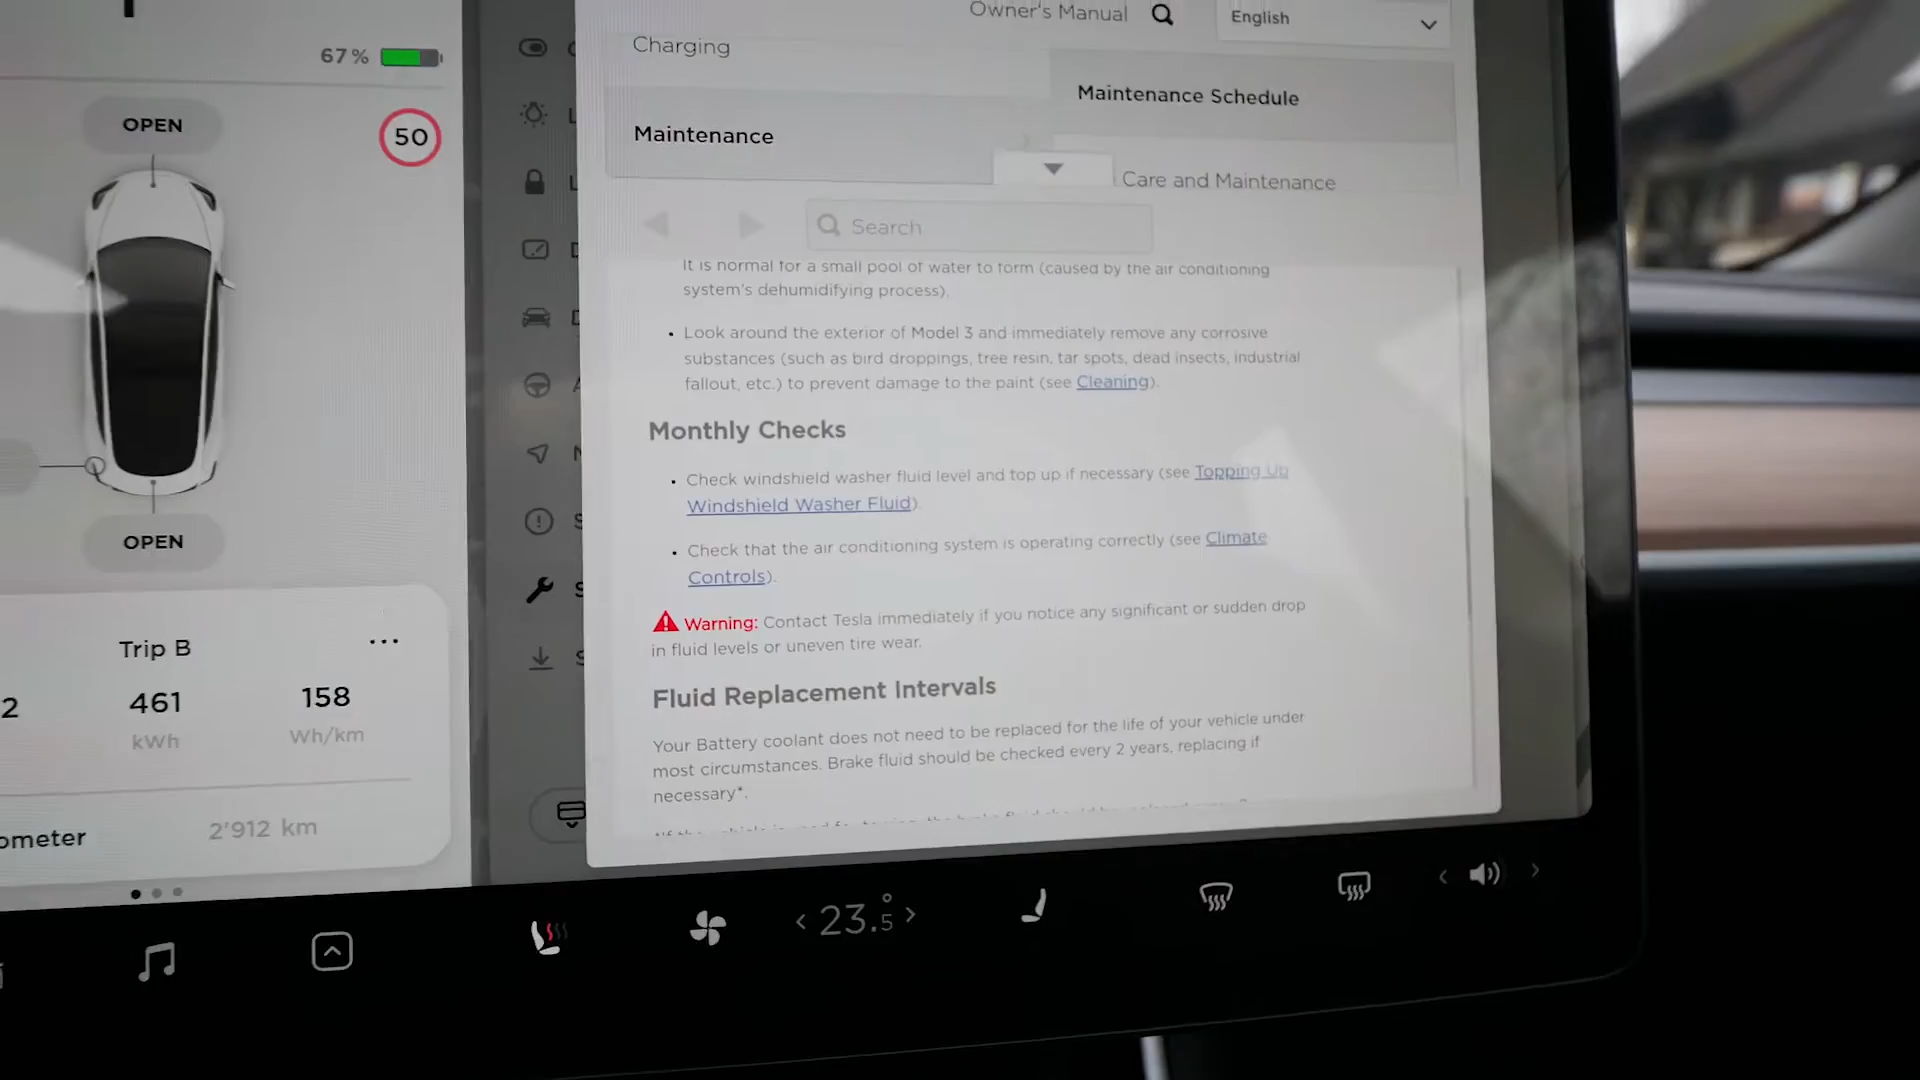 67 %
OPEN
50
OPEN
Trip B
...
2
461
158
kWh
Wh/km
ometer
2'912 km
Owner's Manual
English
Charging
Maintenance Schedule
Maintenance
Care and Maintenance
Search
It is normal for a small pool of water to form (caused by the air conditioning
system's dehumidifying process).
• Look around the exterior of Model 3 and immediately remove any corrosive
substances (such as bird droppings, tree resin, tar spots, dead insects, industrial
fallout, etc.) to prevent damage to the paint (see Cleaning).
Monthly Checks
• Check windshield washer fluid level and top up if necessary (see Topping Up
Windshield Washer Fluid).
• Check that the air conditioning system is operating correctly (see Climate
Controls).
Warning: Contact Tesla immediately if you notice any significant or sudden drop
in fluid levels or uneven tire wear.
Fluid Replacement Intervals
Your Battery coolant does not need to be replaced for the life of your vehicle under
most circumstances. Brake fluid should be checked every 2 years, replacing if
necessary*.
23.5°